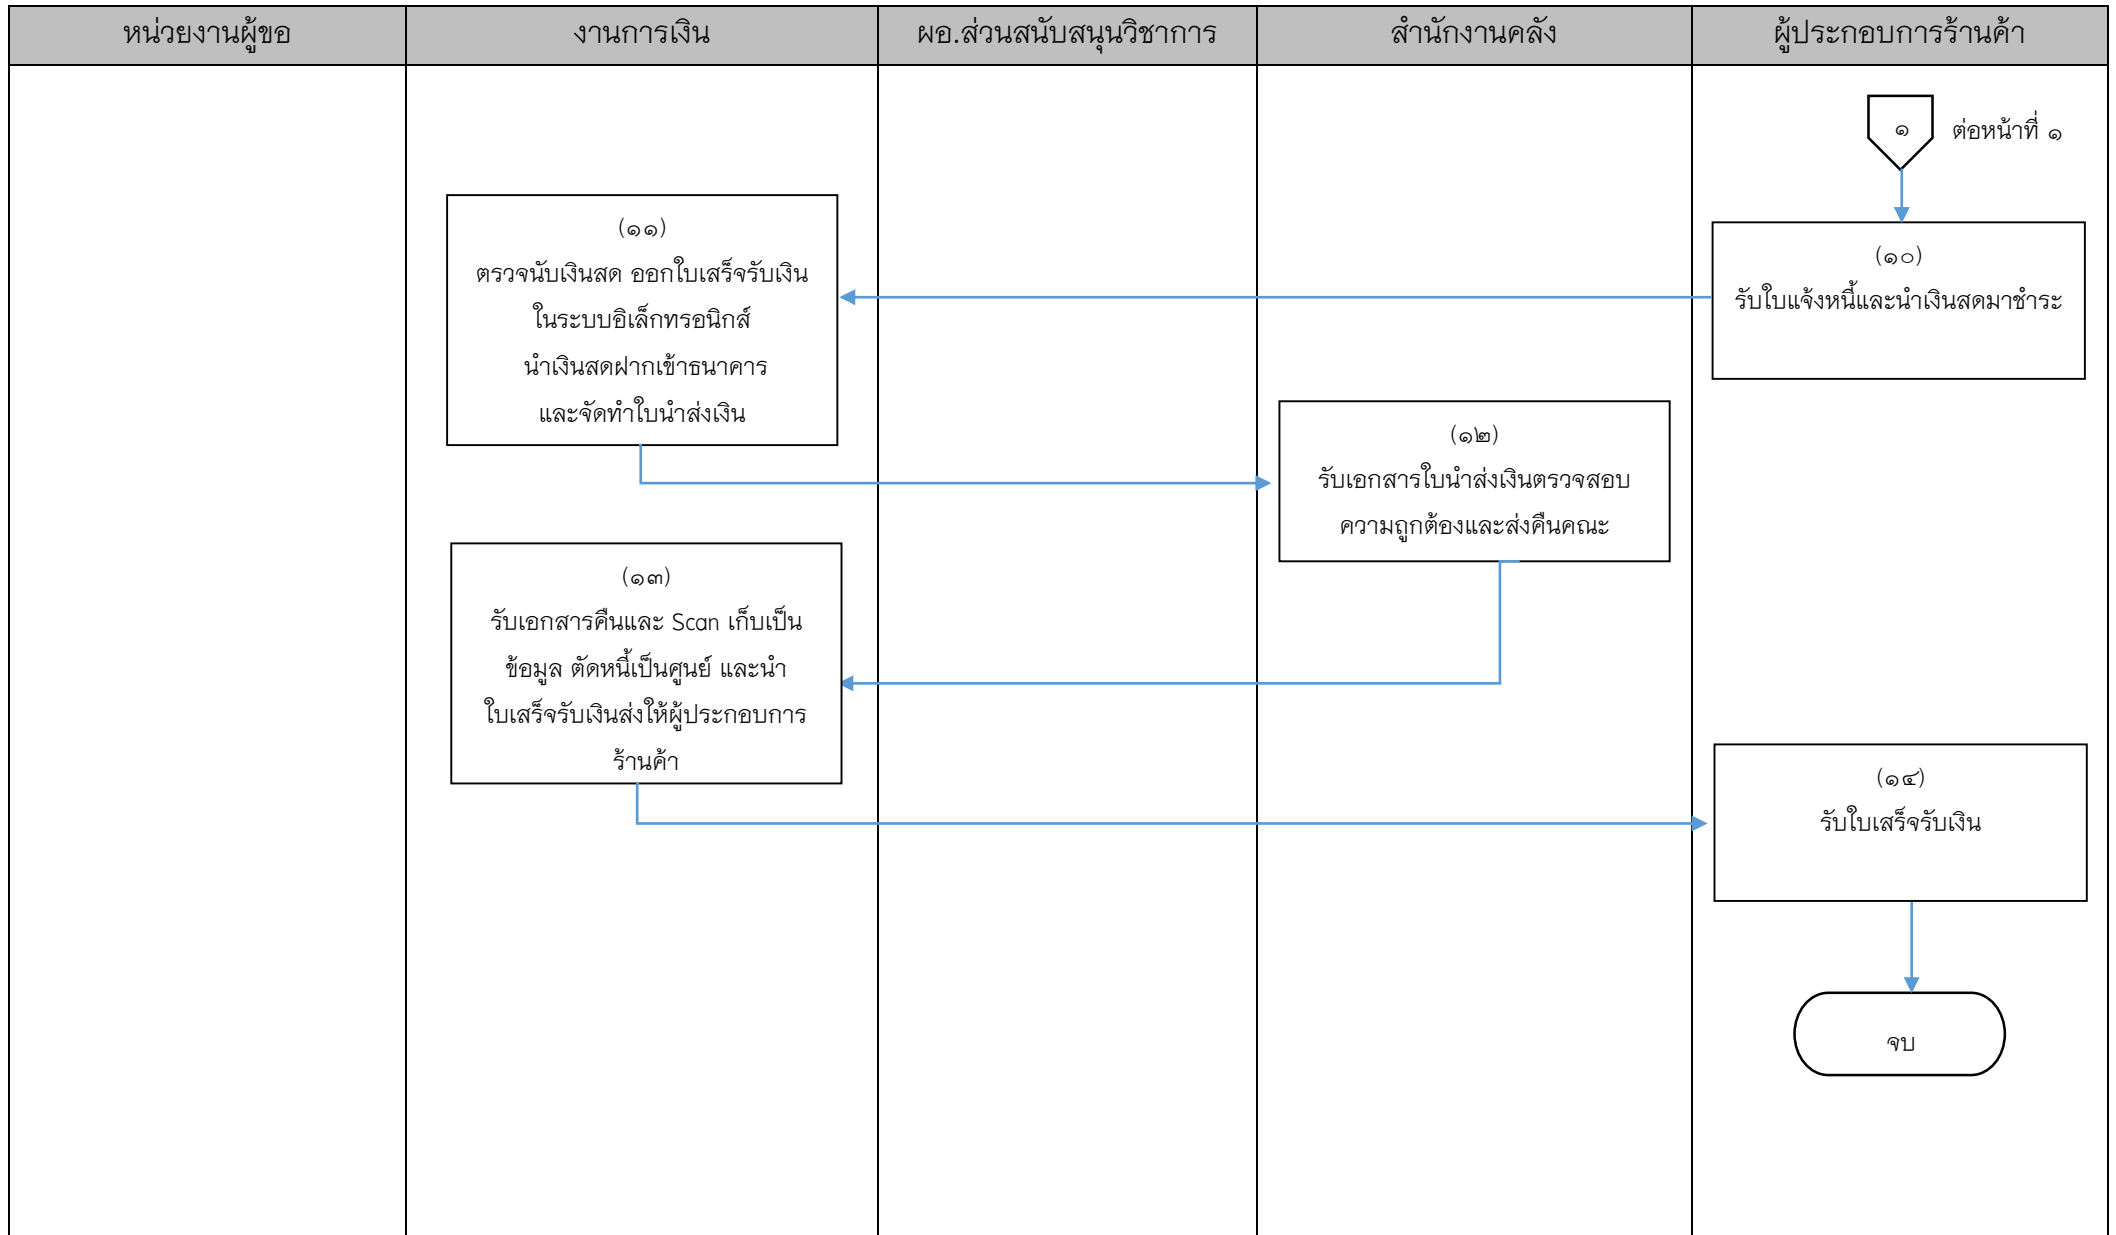 หน่วยงานผู้ขอ
งานการเงิน
ผอ.ส่วนสนับสนุนวิชาการ
สำนักงานคลัง
ผู้ประกอบการร้านค้า
๑
ต่อหน้าที่ ๑
(๑๐)
รับใบแจ้งหนี้และนำเงินสดมาชำระ
(๑๑)
ตรวจนับเงินสด ออกใบเสร็จรับเงิน
ในระบบอิเล็กทรอนิกส์
นำเงินสดฝากเข้าธนาคาร
และจัดทำใบนำส่งเงิน
(๑๒)
รับเอกสารใบนำส่งเงินตรวจสอบ
ความถูกต้องและส่งคืนคณะ
(๑๓)
รับเอกสารคืนและ Scan เก็บเป็น
ข้อมูล ตัดหนี้เป็นศูนย์ และนำ
ใบเสร็จรับเงินส่งให้ผู้ประกอบการ
ร้านค้า
(๑๔)
รับใบเสร็จรับเงิน
จบ